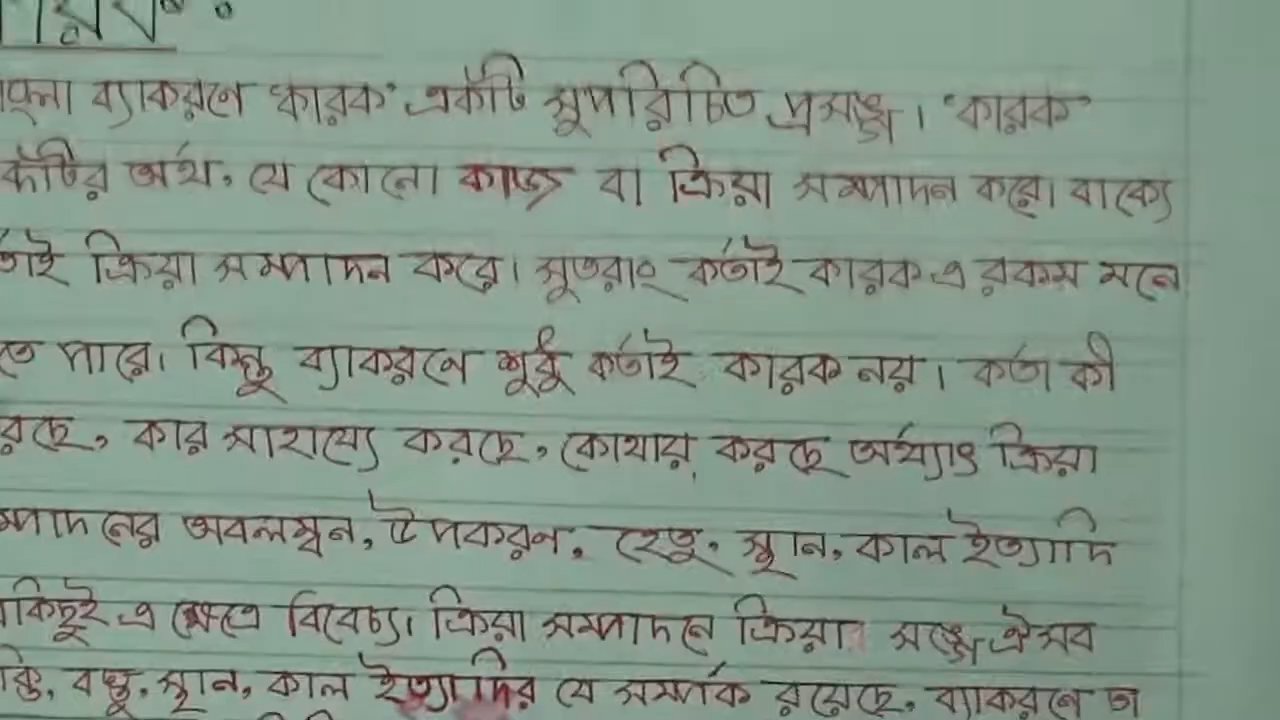 ব্যাকরণে ‘কারক’ একটি সুপরিচিত প্রসঙ্গ। ‘কারক’
অর্থ, যে কোনো কাজ বা ক্রিয়া সম্পাদন করে। বাক্যে
ক্রিয়া সম্পাদন করে। সুতরাং কর্তাই কারক এ রকম মনে
পারে। কিন্তু ব্যাকরণে শুধু কর্তাই কারক নয়। কর্তা কী
রছে, কার সাহায্যে করছে, কোথায় করছে অর্থ্যাৎ ক্রিয়া
ম্পাদনের অবলম্বন, উপকরণ, হেতু, স্থান, কাল ইত্যাদি
কিছুই এ ক্ষেত্রে বিবেচ্য। ক্রিয়া সম্পাদনে ক্রিয়া সঙ্গে ঐসব
ক্তি, বস্তু, স্থান, কাল ইত্যাদির যে সম্পর্ক রয়েছে, ব্যাকরণে তা